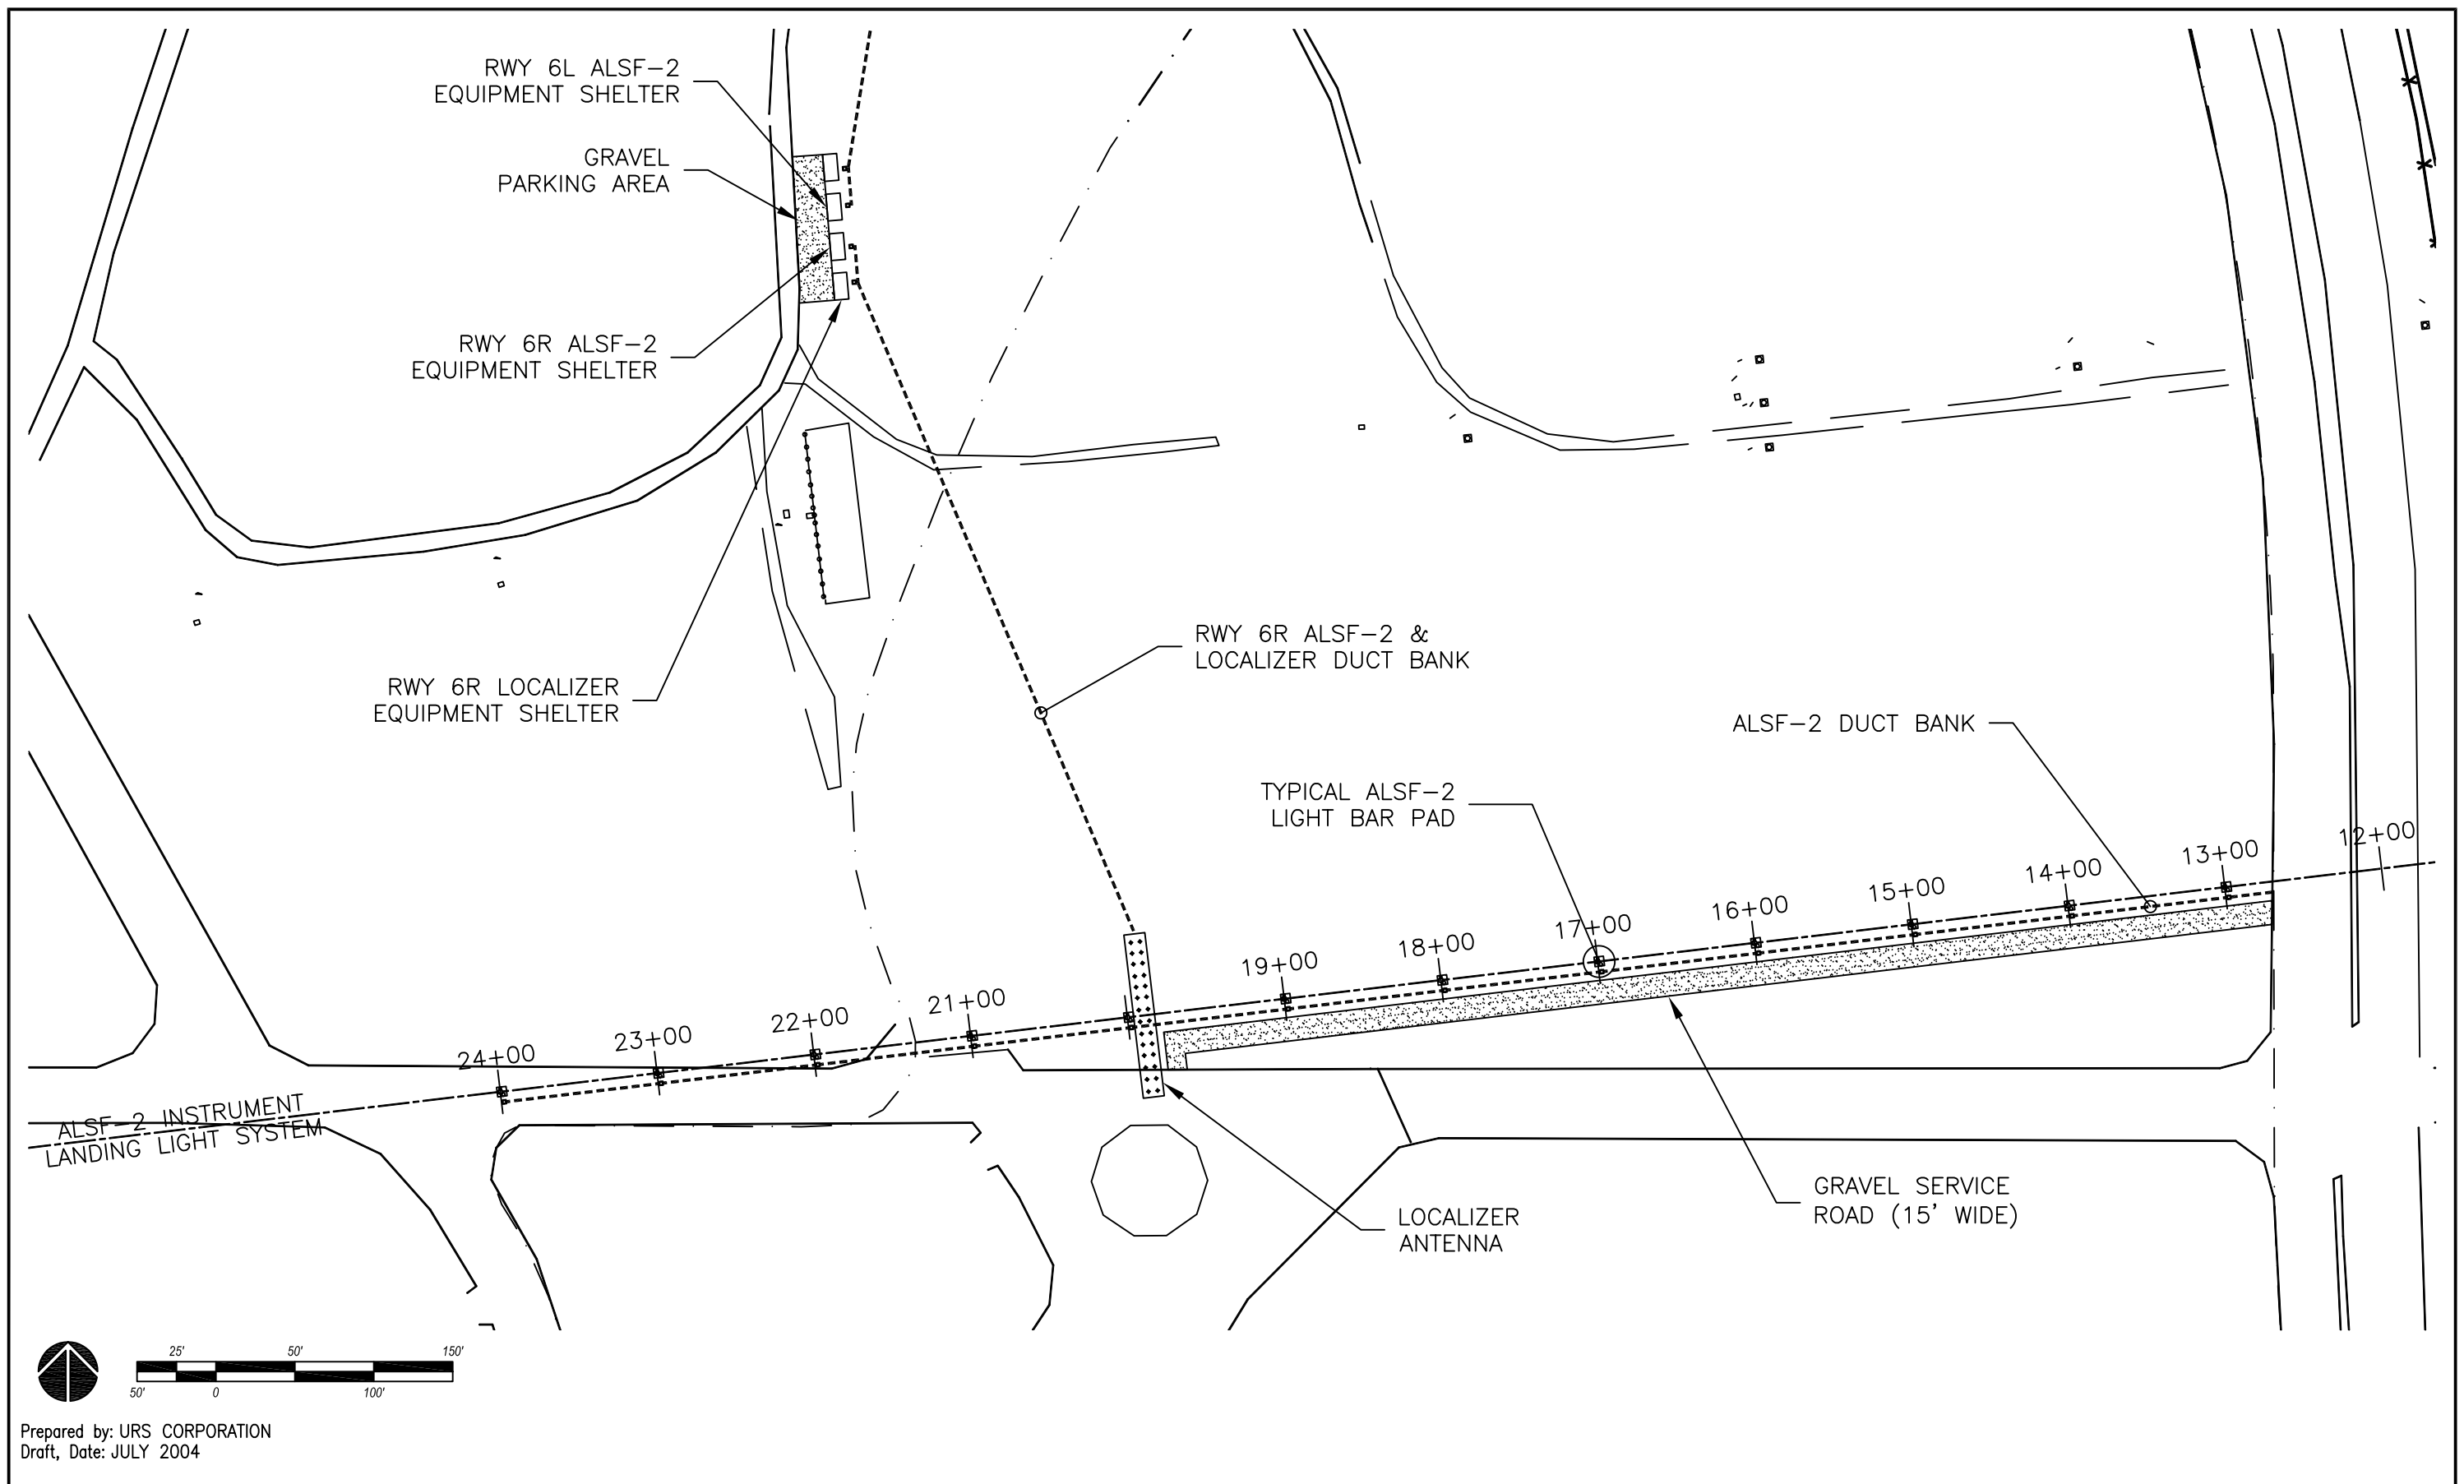 RWY 6L ALSF-2
EQUIPMENT SHELTER
GRAVEL
PARKING AREA
RWY 6R ALSF-2
EQUIPMENT SHELTER
RWY 6R LOCALIZER
EQUIPMENT SHELTER
RWY 6R ALSF-2 &
LOCALIZER DUCT BANK
ALSF-2 DUCT BANK
TYPICAL ALSF-2
LIGHT BAR PAD
12+00
13+00
14+00
15+00
16+00
17+00
18+00
19+00
21+00
22+00
23+00
24+00
ALSF-2 INSTRUMENT
LANDING LIGHT SYSTEM
LOCALIZER
ANTENNA
GRAVEL SERVICE
ROAD (15' WIDE)
25' 50' 150'
50' 0 100'
Prepared by: URS CORPORATION
Draft, Date: JULY 2004